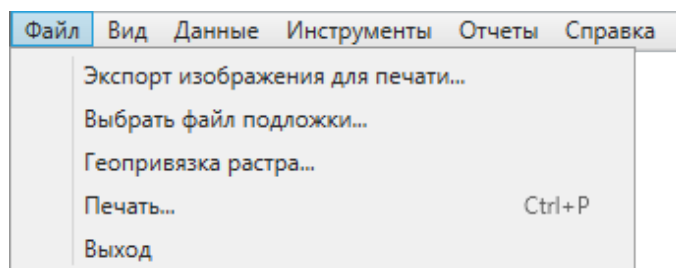 Файл Вид Данные Инструменты Отчеты Справка
Экспорт изображения для печати...
Выбрать файл подложки...
Геопривязка растра...
Печать... Ctrl+P
Выход